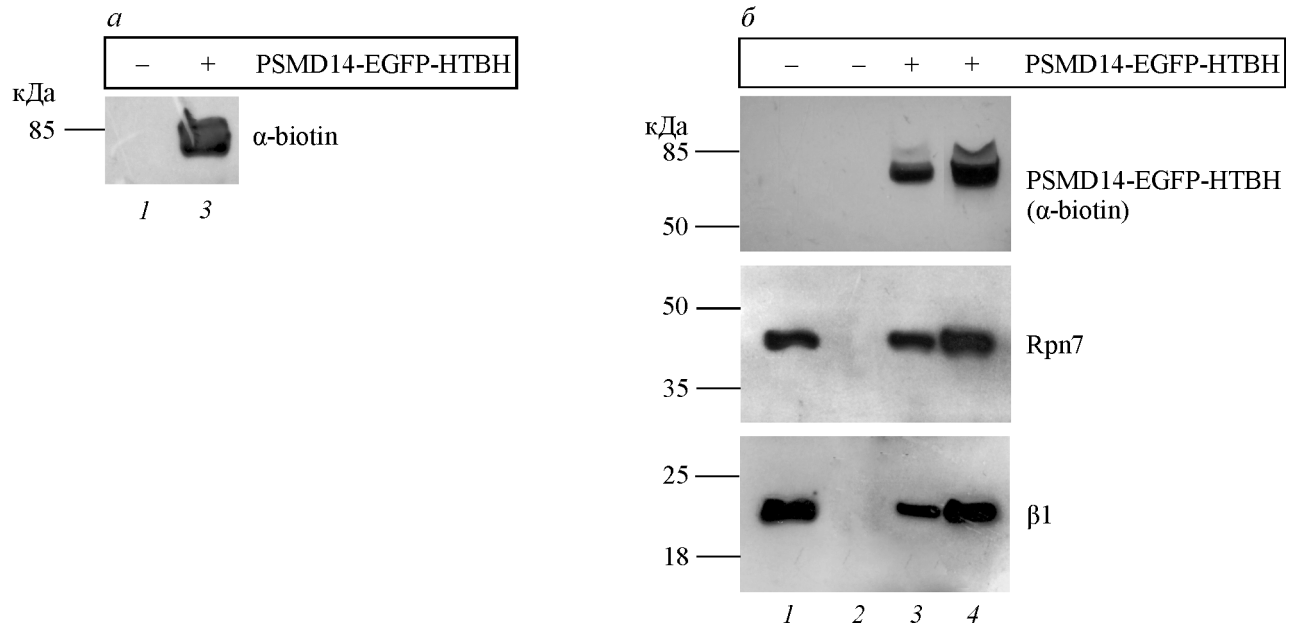 а
– + PSMD14-EGFP-HTBH
кДа
85
α-biotin
1 3
б
– – + + PSMD14-EGFP-HTBH
кДа
85
PSMD14-EGFP-HTBH
(α-biotin)
50
50
Rpn7
35
25
β1
18
1 2 3 4